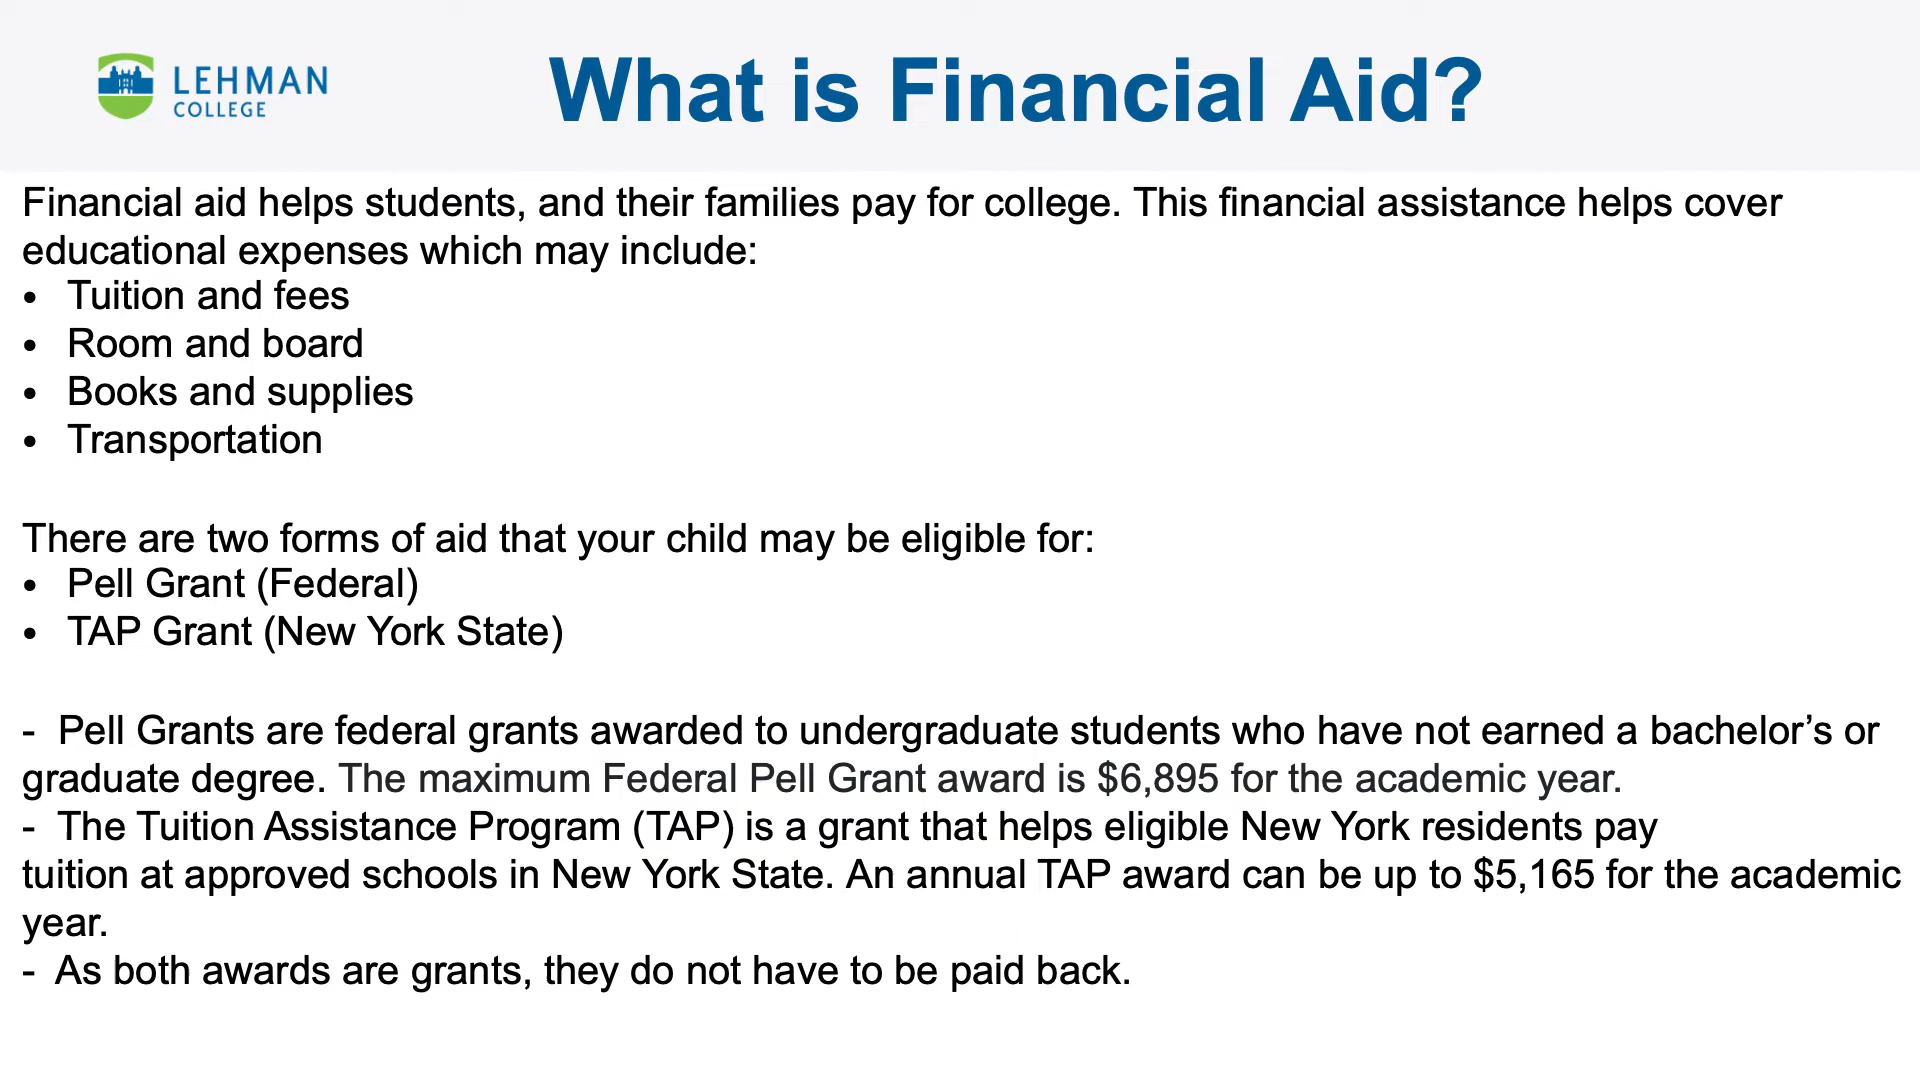 LEHMAN
COLLEGE
What is Financial Aid?
Financial aid helps students, and their families pay for college. This financial assistance helps cover
educational expenses which may include:
• Tuition and fees
• Room and board
• Books and supplies
• Transportation
There are two forms of aid that your child may be eligible for:
• Pell Grant (Federal)
• TAP Grant (New York State)
- Pell Grants are federal grants awarded to undergraduate students who have not earned a bachelor’s or
graduate degree. The maximum Federal Pell Grant award is $6,895 for the academic year.
- The Tuition Assistance Program (TAP) is a grant that helps eligible New York residents pay
tuition at approved schools in New York State. An annual TAP award can be up to $5,165 for the academic
year.
- As both awards are grants, they do not have to be paid back.